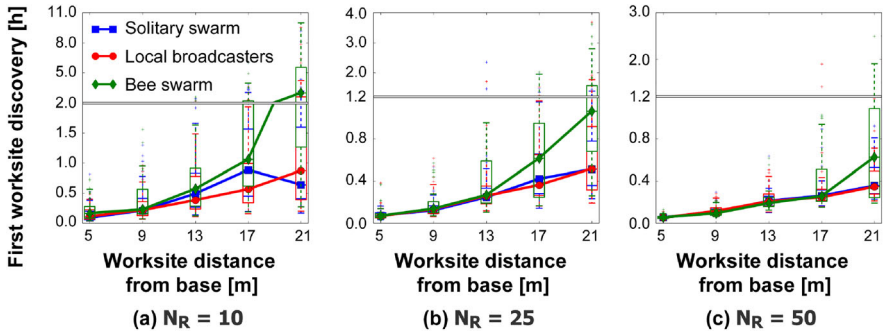 First worksite discovery [h]
11.0
8.0
5.0
2.0
1.5
1.0
0.5
0.0
Solitary swarm
Local broadcasters
Bee swarm
5 9 13 17 21
Worksite distance
from base [m]
(a) N_R = 10
4.0
3.0
2.0
1.2
0.8
0.4
0.0
5 9 13 17 21
Worksite distance
from base [m]
(b) N_R = 25
3.0
2.0
1.2
0.8
0.4
0.0
5 9 13 17 21
Worksite distance
from base [m]
(c) N_R = 50